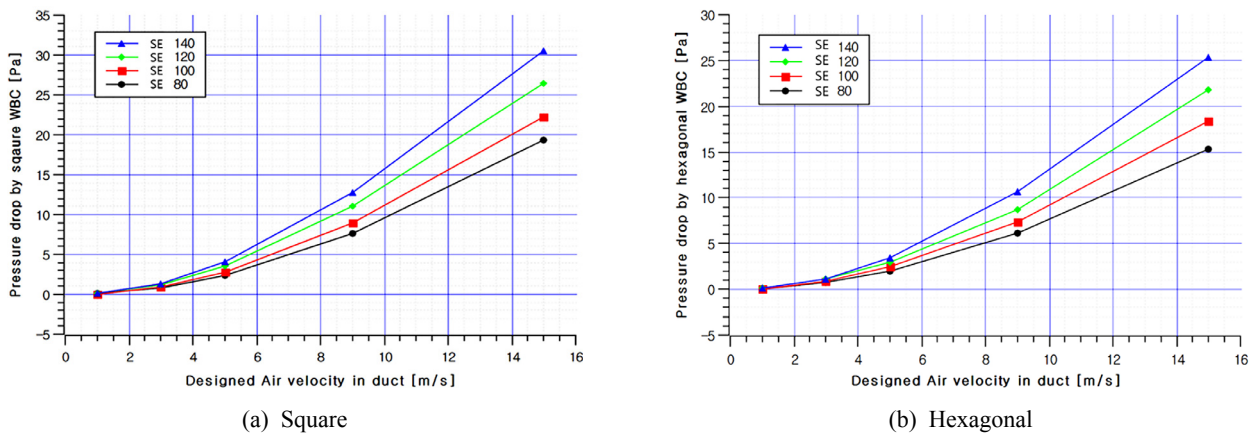 Pressure drop by sqaure WBC [Pa]
35
30
25
20
15
10
5
0
−5
SE 140
SE 120
SE 100
SE 80
0 2 4 6 8 10 12 14 16
Designed Air velocity in duct [m/s]
(a) Square
Pressure drop by hexagonal WBC [Pa]
30
25
20
15
10
5
0
−5
SE 140
SE 120
SE 100
SE 80
0 2 4 6 8 10 12 14 16
Designed Air velocity in duct [m/s]
(b) Hexagonal